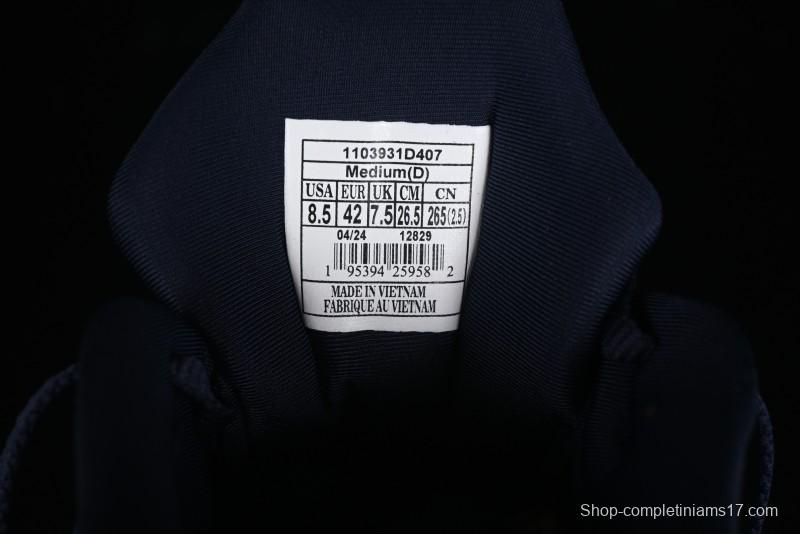 1103931D407
Medium(D)
USA EUR UK CM CN
8.5 42 7.5 26.5 265(2.5)
04/24 12829
1 95394 25958 2
MADE IN VIETNAM
FABRIQUE AU VIETNAM
Shop-completiniams17.com